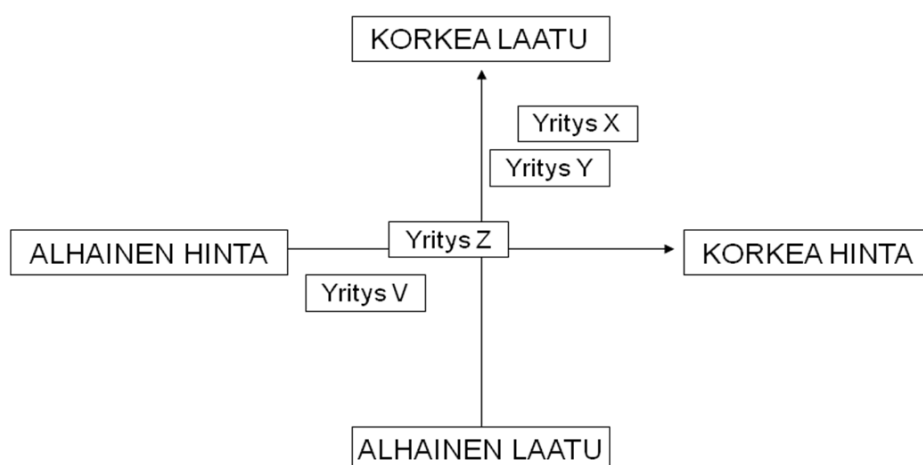 KORKEA LAATU
Yritys X
Yritys Y
Yritys Z
ALHAINEN HINTA
KORKEA HINTA
Yritys V
ALHAINEN LAATU